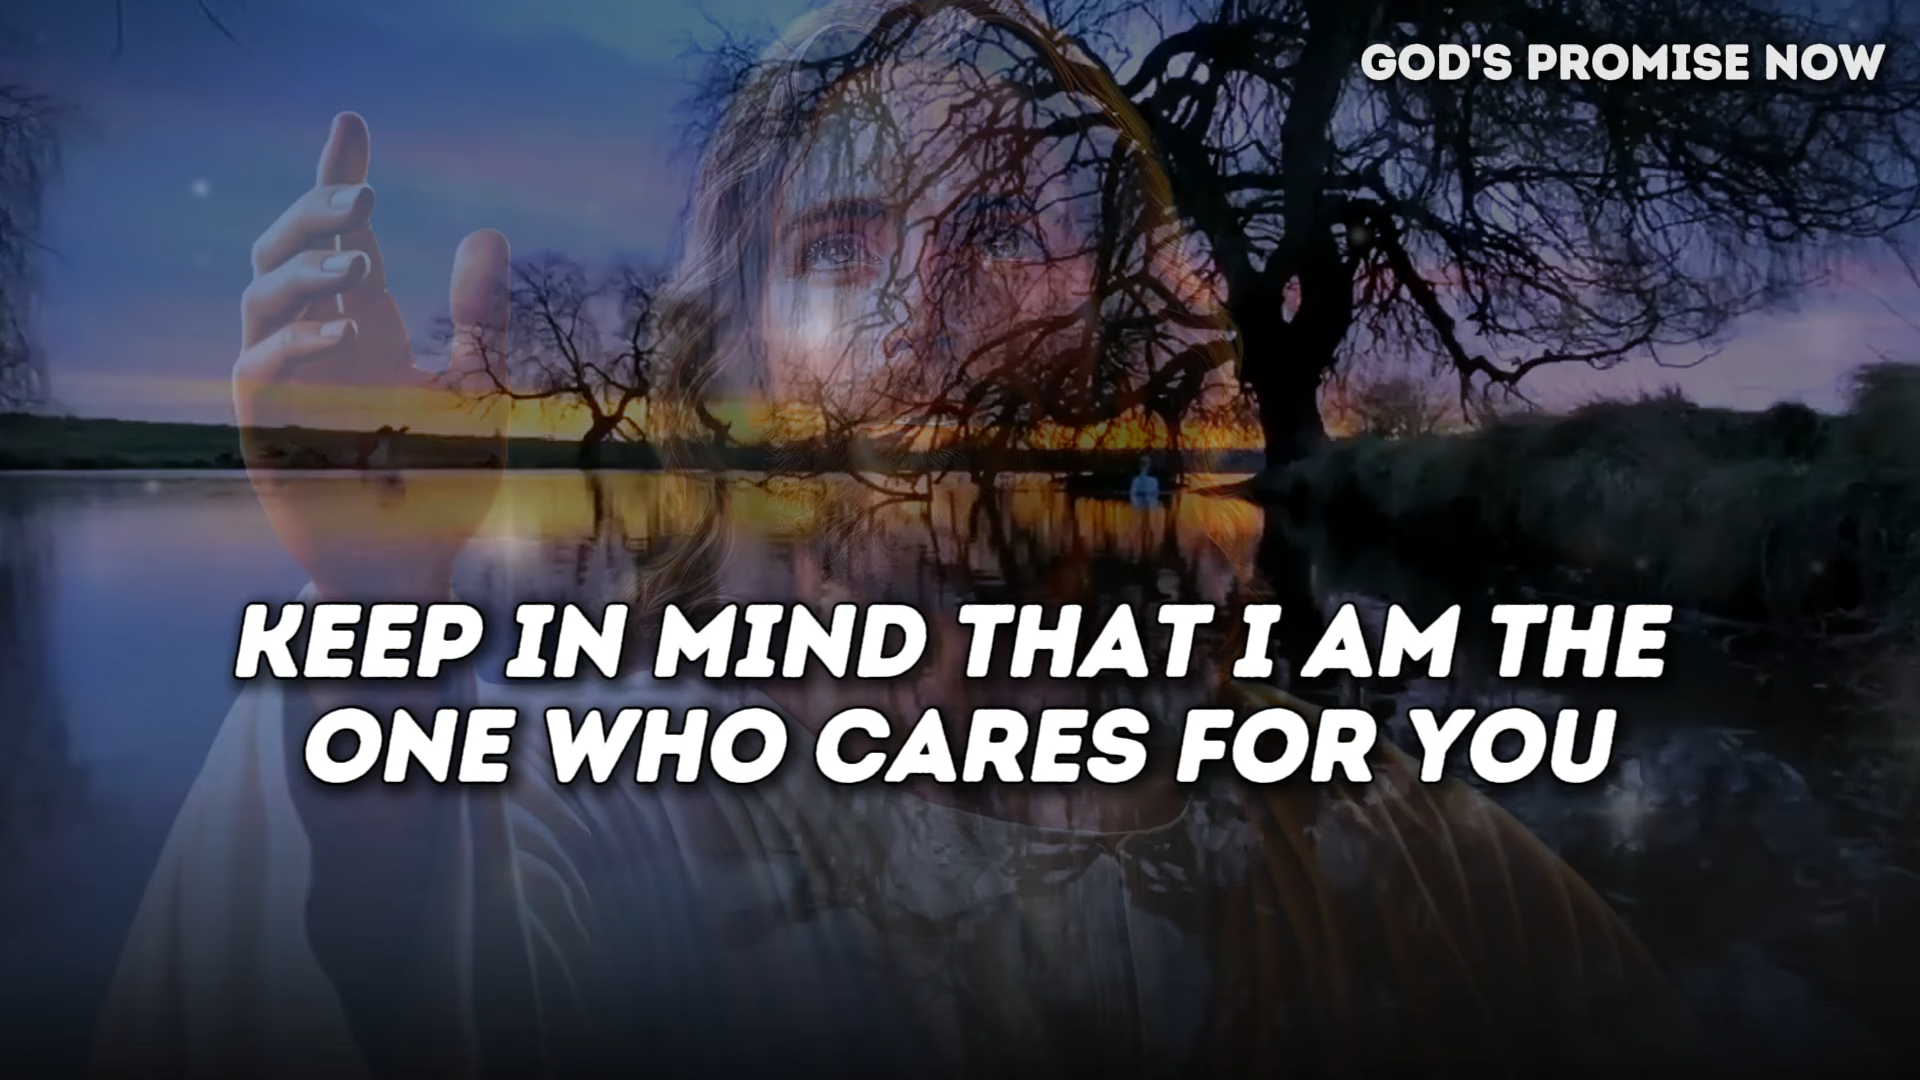 GOD'S PROMISE NOW
KEEP IN MIND THAT I AM THE
ONE WHO CARES FOR YOU